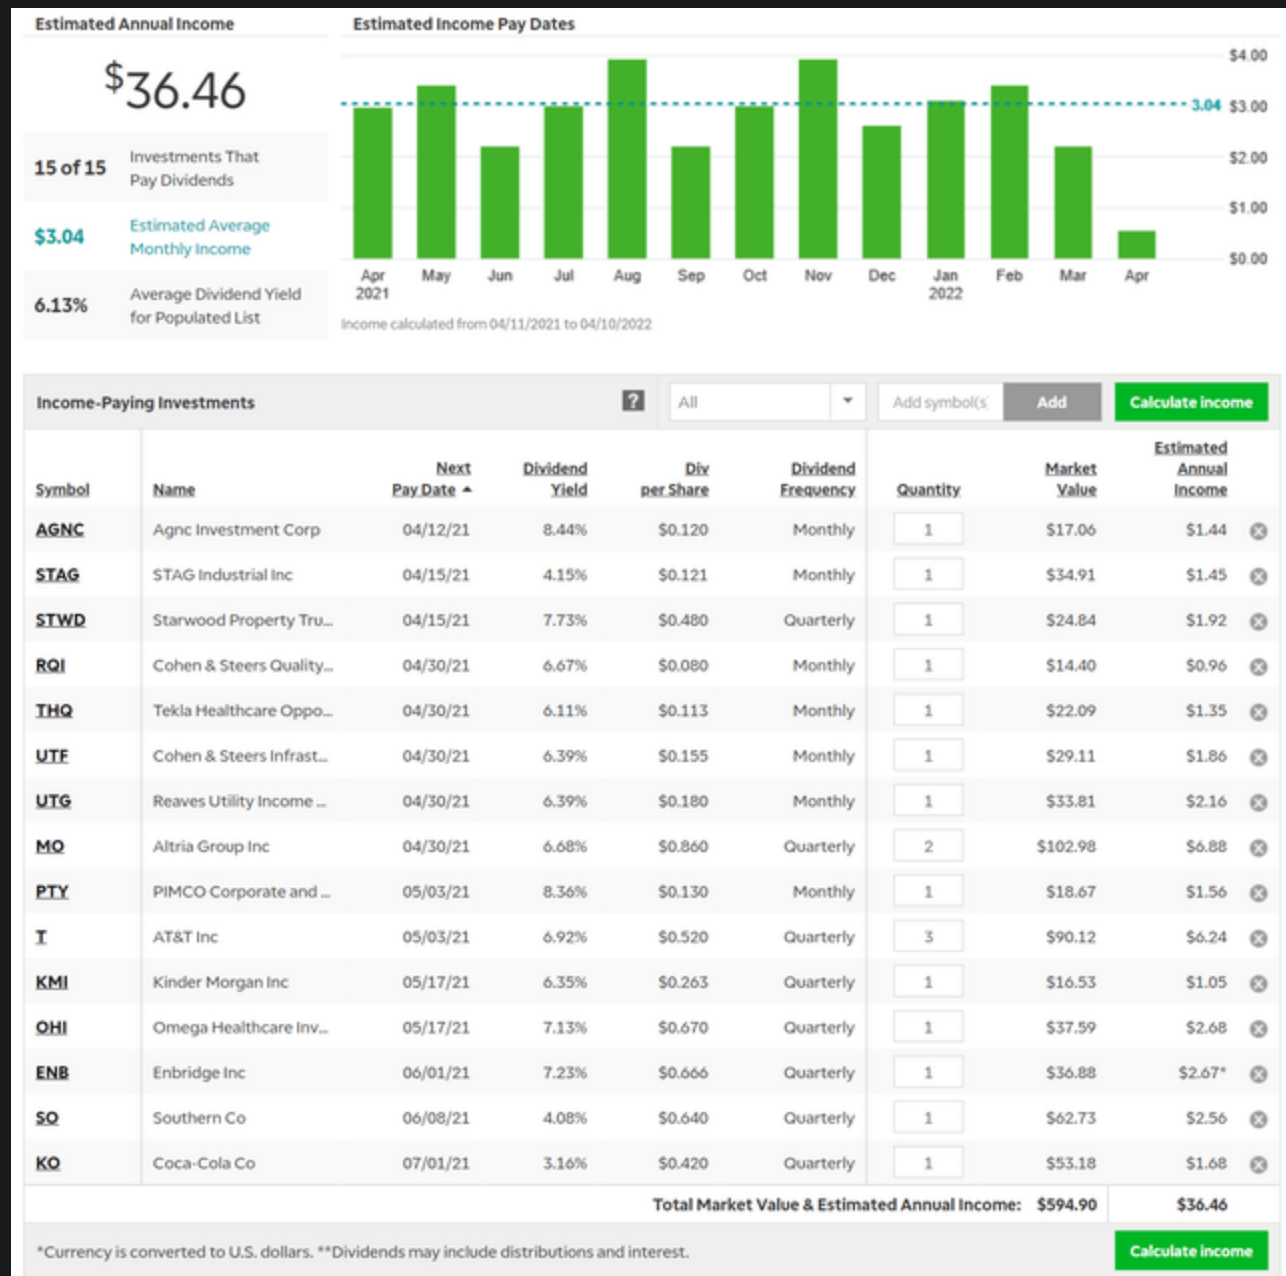 Estimated Annual Income
$36.46
15 of 15 Investments That Pay Dividends
$3.04 Estimated Average Monthly Income
6.13% Average Dividend Yield for Populated List
Estimated Income Pay Dates
$4.00
3.04 $3.00
$2.00
$1.00
$0.00
Apr May Jun Jul Aug Sep Oct Nov Dec Jan Feb Mar Apr
2021 2022
Income calculated from 04/11/2021 to 04/10/2022
Income-Paying Investments ? All Add symbol(s) Add Calculate income
Symbol Name Next Pay Date Dividend Yield Div per Share Dividend Frequency Quantity Market Value Estimated Annual Income
AGNC Agnc Investment Corp 04/12/21 8.44% $0.120 Monthly 1 $17.06 $1.44
STAG STAG Industrial Inc 04/15/21 4.15% $0.121 Monthly 1 $34.91 $1.45
STWD Starwood Property Tru... 04/15/21 7.73% $0.480 Quarterly 1 $24.84 $1.92
RQI Cohen & Steers Quality... 04/30/21 6.67% $0.080 Monthly 1 $14.40 $0.96
THQ Tekla Healthcare Oppo... 04/30/21 6.11% $0.113 Monthly 1 $22.09 $1.35
UTF Cohen & Steers Infrast... 04/30/21 6.39% $0.155 Monthly 1 $29.11 $1.86
UTG Reaves Utility Income ... 04/30/21 6.39% $0.180 Monthly 1 $33.81 $2.16
MO Altria Group Inc 04/30/21 6.68% $0.860 Quarterly 2 $102.98 $6.88
PTY PIMCO Corporate and ... 05/03/21 8.36% $0.130 Monthly 1 $18.67 $1.56
T AT&T Inc 05/03/21 6.92% $0.520 Quarterly 3 $90.12 $6.24
KMI Kinder Morgan Inc 05/17/21 6.35% $0.263 Quarterly 1 $16.53 $1.05
OHI Omega Healthcare Inv... 05/17/21 7.13% $0.670 Quarterly 1 $37.59 $2.68
ENB Enbridge Inc 06/01/21 7.23% $0.666 Quarterly 1 $36.88 $2.67*
SO Southern Co 06/08/21 4.08% $0.640 Quarterly 1 $62.73 $2.56
KO Coca-Cola Co 07/01/21 3.16% $0.420 Quarterly 1 $53.18 $1.68
Total Market Value & Estimated Annual Income: $594.90 $36.46
*Currency is converted to U.S. dollars. **Dividends may include distributions and interest. Calculate income